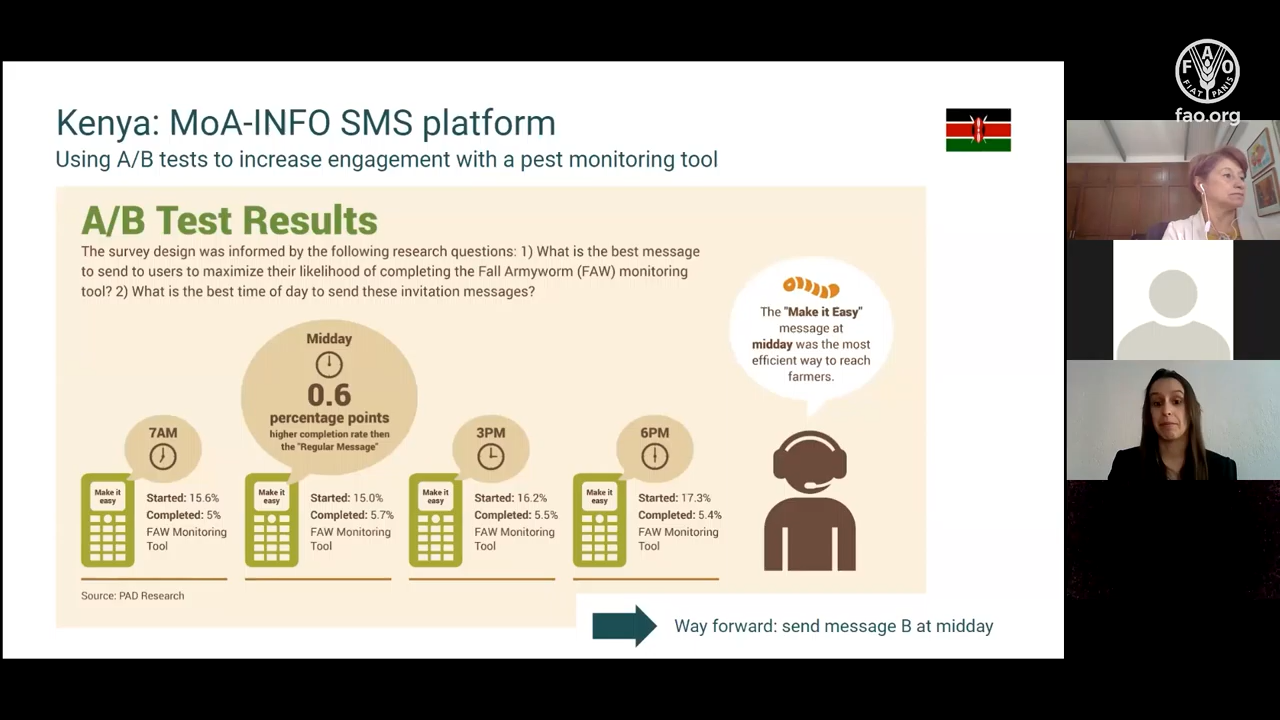 Kenya: MoA-INFO SMS platform
Using A/B tests to increase engagement with a pest monitoring tool
A/B Test Results
The survey design was informed by the following research questions: 1) What is the best message
to send to users to maximize their likelihood of completing the Fall Armyworm (FAW) monitoring
tool? 2) What is the best time of day to send these invitation messages?
The "Make it Easy"
message at
midday was the most
efficient way to reach
farmers.
Midday
0.6
percentage points
higher completion rate then
the "Regular Message"
7AM
Make it
easy
Started: 15.6%
Completed: 5%
FAW Monitoring
Tool
Make it
easy
Started: 15.0%
Completed: 5.7%
FAW Monitoring
Tool
3PM
Make it
easy
Started: 16.2%
Completed: 5.5%
FAW Monitoring
Tool
6PM
Make it
easy
Started: 17.3%
Completed: 5.4%
FAW Monitoring
Tool
Source: PAD Research
Way forward: send message B at midday
F A O
FIAT PANIS
fao.org